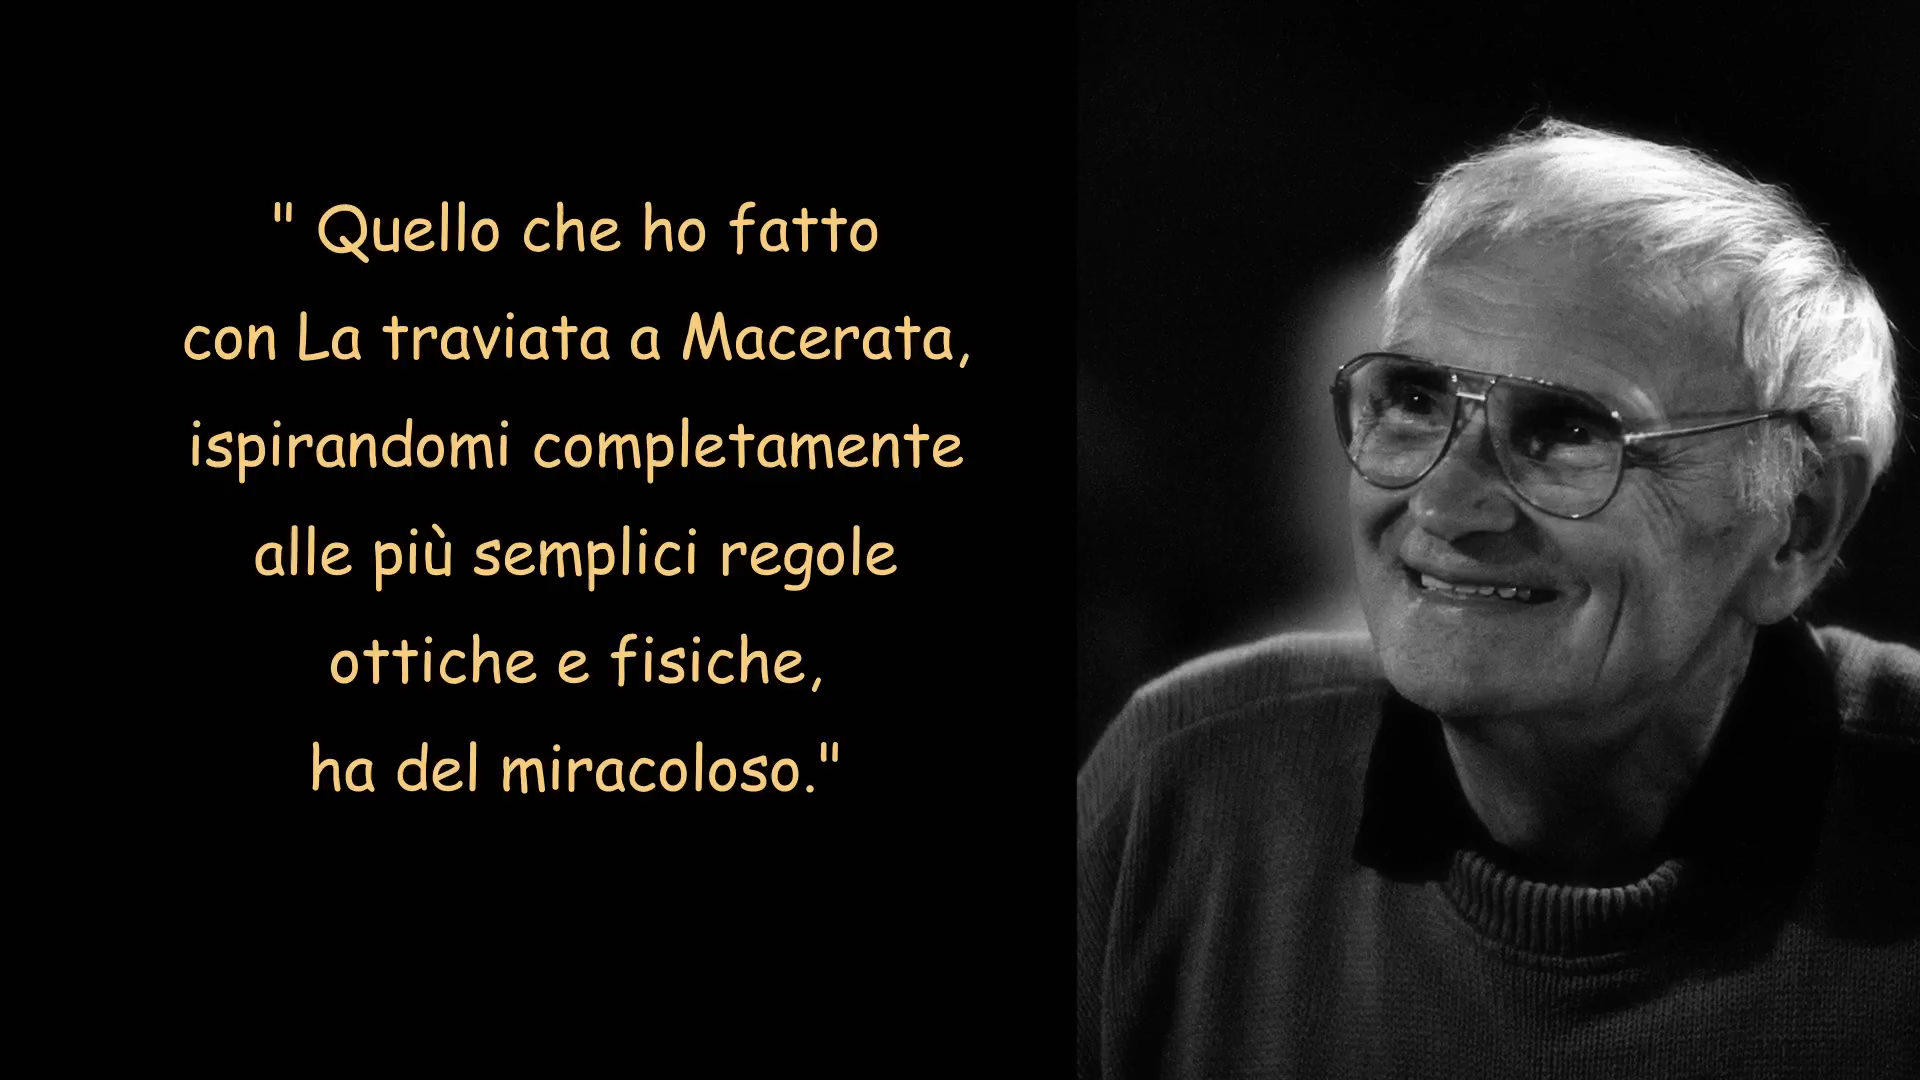 " Quello che ho fatto
con La traviata a Macerata,
ispirandomi completamente
alle più semplici regole
ottiche e fisiche,
ha del miracoloso."